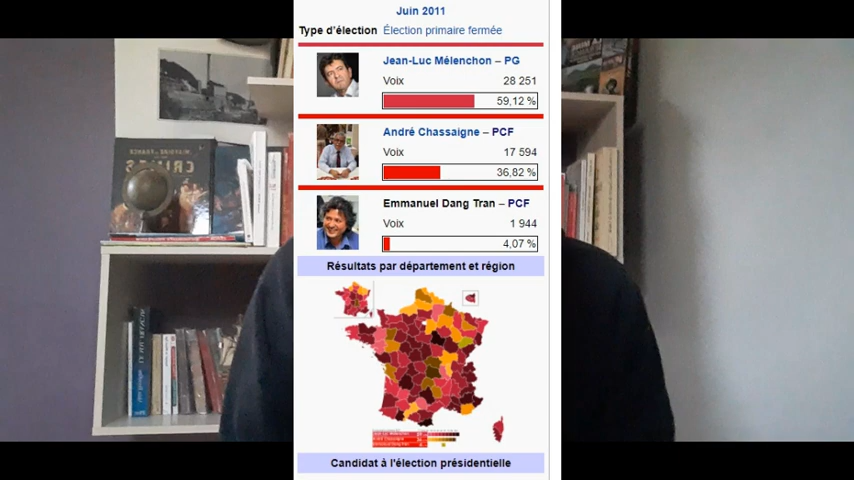 Juin 2011
Type d'élection Élection primaire fermée
Jean-Luc Mélenchon – PG
Voix 28 251
59,12 %
André Chassaigne – PCF
Voix 17 594
36,82 %
Emmanuel Dang Tran – PCF
Voix 1 944
4,07 %
Résultats par département et région
Candidat à l'élection présidentielle